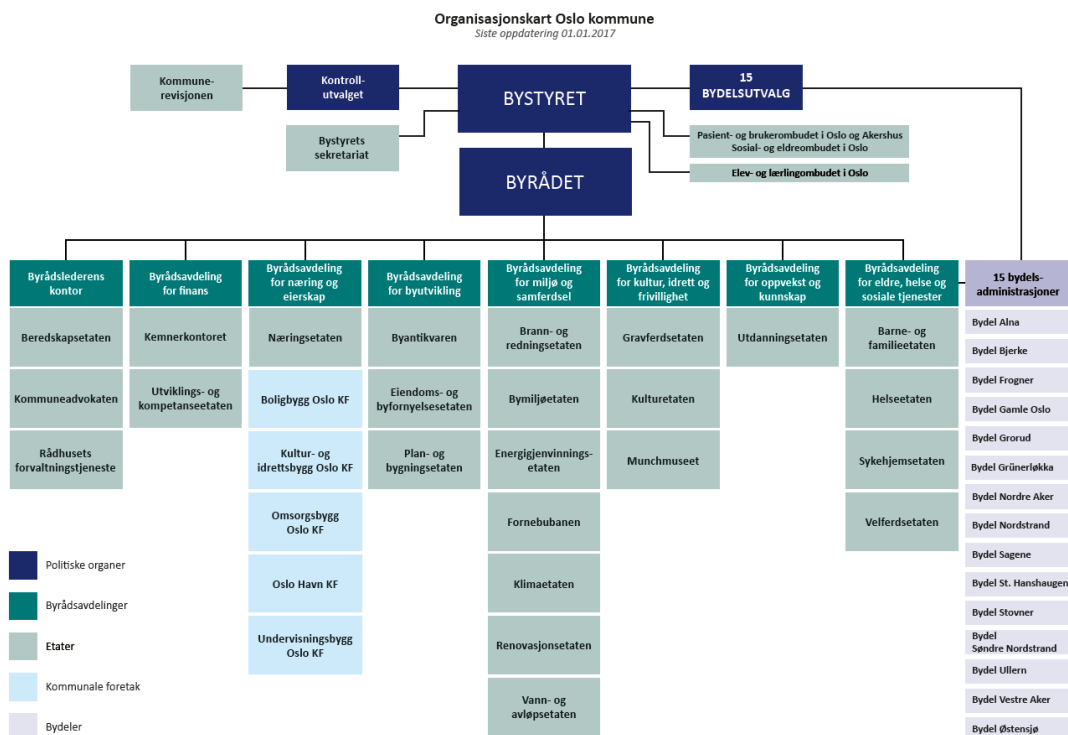 Organisasjonskart Oslo kommune
Siste oppdatering 01.01.2017
Kommune-
revisjonen
Kontroll-
utvalget
BYSTYRET
15
BYDELSUTVALG
Bystyrets
sekretariat
Pasient- og brukerombudet i Oslo og Akershus
Sosial- og eldreombudet i Oslo
Elev- og lærlingombudet i Oslo
BYRÅDET
Byrådslederens
kontor
Beredskapsetaten
Kommuneadvokaten
Rådhusets
forvaltningstjeneste
Byrådsavdeling
for finans
Kemnerkontoret
Utviklings- og
kompetanseetaten
Byrådsavdeling
for næring og
eierskap
Næringsetaten
Boligbygg Oslo KF
Kultur- og
idrettsbygg Oslo KF
Omsorgsbygg
Oslo KF
Oslo Havn KF
Undervisningsbygg
Oslo KF
Byrådsavdeling
for byutvikling
Byantikvaren
Eiendoms- og
byfornyelsesetaten
Plan- og
bygningsetaten
Byrådsavdeling
for miljø og
samferdsel
Brann- og
redningsetaten
Bymiljøetaten
Energigjenvinnings-
etaten
Fornebubanen
Klimaetaten
Renovasjonsetaten
Vann- og
avløpsetaten
Byrådsavdeling
for kultur, idrett og
frivillighet
Gravferdsetaten
Kulturetaten
Munchmuseet
Byrådsavdeling
for oppvekst og
kunnskap
Utdanningsetaten
Byrådsavdeling
for eldre, helse og
sosiale tjenester
Barne- og
familieetaten
Helseetaten
Sykehjemsetaten
Velferdsetaten
15 bydels-
administrasjoner
Bydel Alna
Bydel Bjerke
Bydel Frogner
Bydel Gamle Oslo
Bydel Grorud
Bydel Grünerløkka
Bydel Nordre Aker
Bydel Nordstrand
Bydel Sagene
Bydel St. Hanshaugen
Bydel Stovner
Bydel
Søndre Nordstrand
Bydel Ullern
Bydel Vestre Aker
Bydel Østensjø
Politiske organer
Byrådsavdelinger
Etater
Kommunale foretak
Bydeler